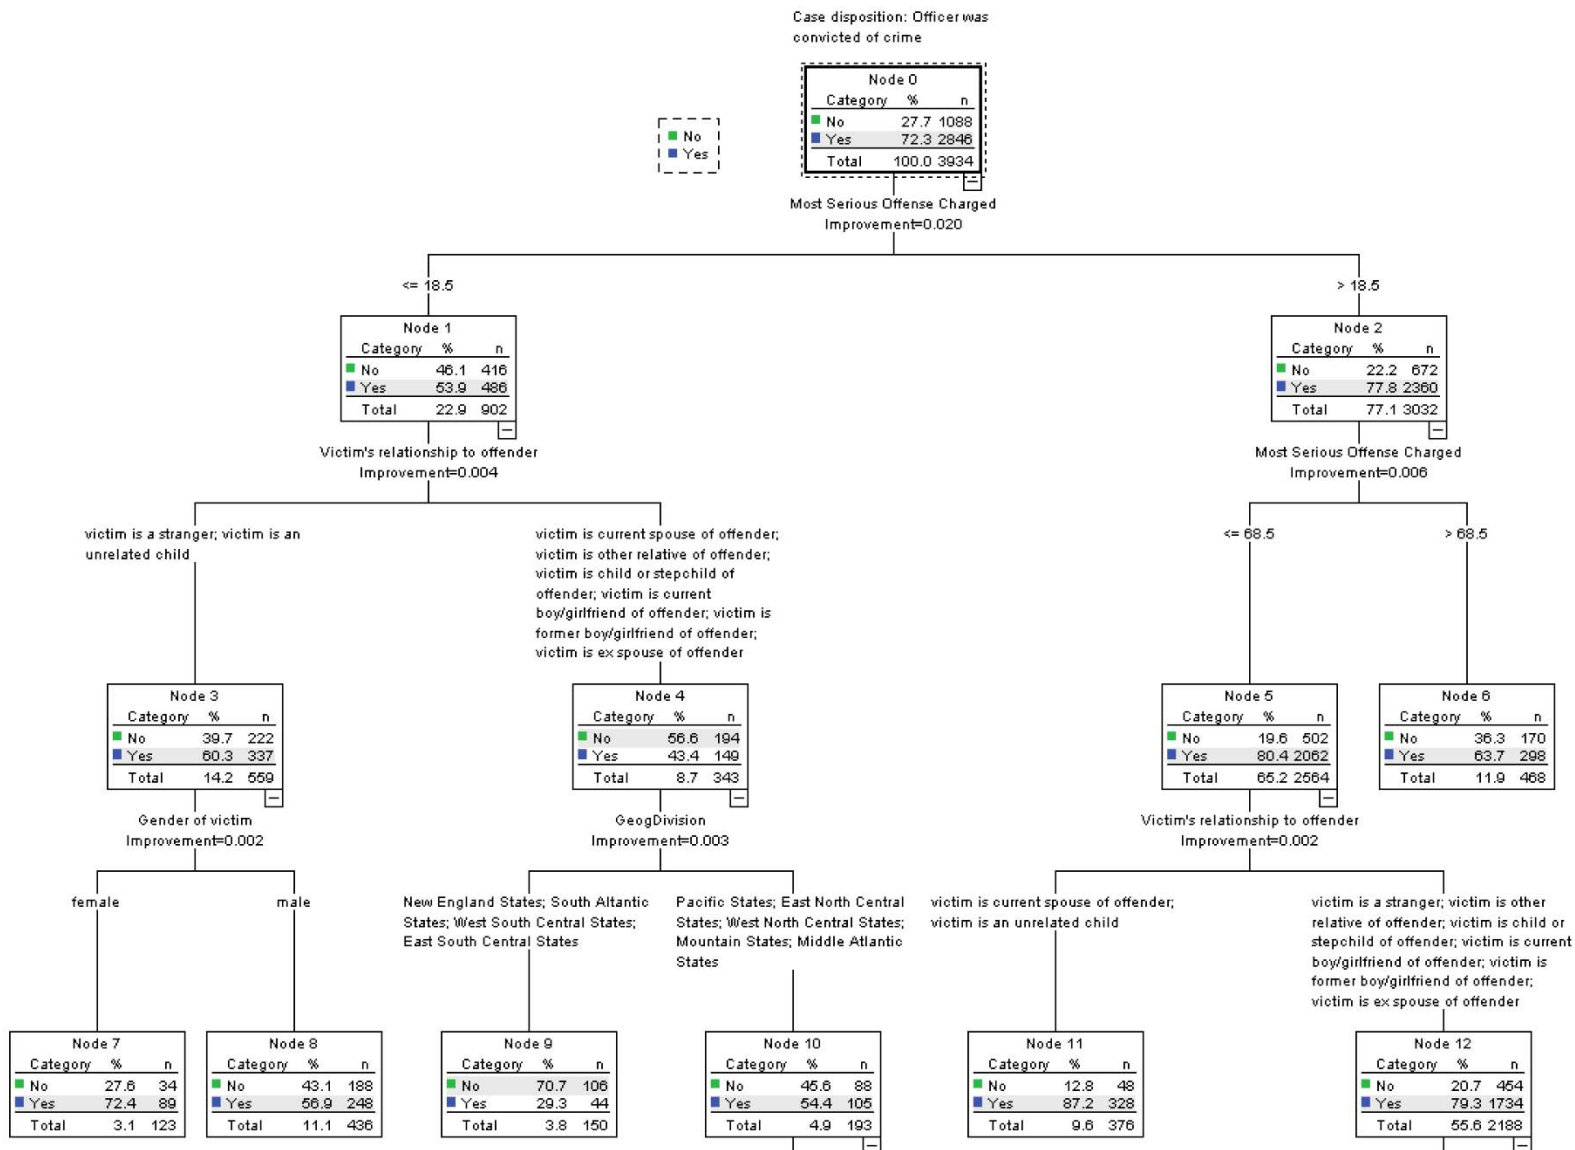 Case disposition: Officer was
convicted of crime
No
Yes
Node 0
Category % n
No 27.7 1088
Yes 72.3 2846
Total 100.0 3934
Most Serious Offense Charged
Improvement=0.020
<= 18.5
> 18.5
Node 1
Category % n
No 46.1 416
Yes 53.9 486
Total 22.9 902
Victim's relationship to offender
Improvement=0.004
Node 2
Category % n
No 22.2 672
Yes 77.8 2360
Total 77.1 3032
Most Serious Offense Charged
Improvement=0.006
victim is a stranger; victim is an
unrelated child
victim is current spouse of offender;
victim is other relative of offender;
victim is child or stepchild of
offender; victim is current
boy/girlfriend of offender; victim is
former boy/girlfriend of offender;
victim is ex spouse of offender
<= 68.5
> 68.5
Node 3
Category % n
No 39.7 222
Yes 60.3 337
Total 14.2 559
Gender of victim
Improvement=0.002
Node 4
Category % n
No 56.6 194
Yes 43.4 149
Total 8.7 343
GeogDivision
Improvement=0.003
Node 5
Category % n
No 19.6 502
Yes 80.4 2062
Total 65.2 2564
Victim's relationship to offender
Improvement=0.002
Node 6
Category % n
No 36.3 170
Yes 63.7 298
Total 11.9 468
female
male
New England States; South Altantic
States; West South Central States;
East South Central States
Pacific States; East North Central
States; West North Central States;
Mountain States; Middle Atlantic
States
victim is current spouse of offender;
victim is an unrelated child
victim is a stranger; victim is other
relative of offender; victim is child or
stepchild of offender; victim is current
boy/girlfriend of offender; victim is
former boy/girlfriend of offender;
victim is ex spouse of offender
Node 7
Category % n
No 27.6 34
Yes 72.4 89
Total 3.1 123
Node 8
Category % n
No 43.1 188
Yes 56.9 248
Total 11.1 436
Node 9
Category % n
No 70.7 106
Yes 29.3 44
Total 3.8 150
Node 10
Category % n
No 45.6 88
Yes 54.4 105
Total 4.9 193
Node 11
Category % n
No 12.8 48
Yes 87.2 328
Total 9.6 376
Node 12
Category % n
No 20.7 454
Yes 79.3 1734
Total 55.6 2188